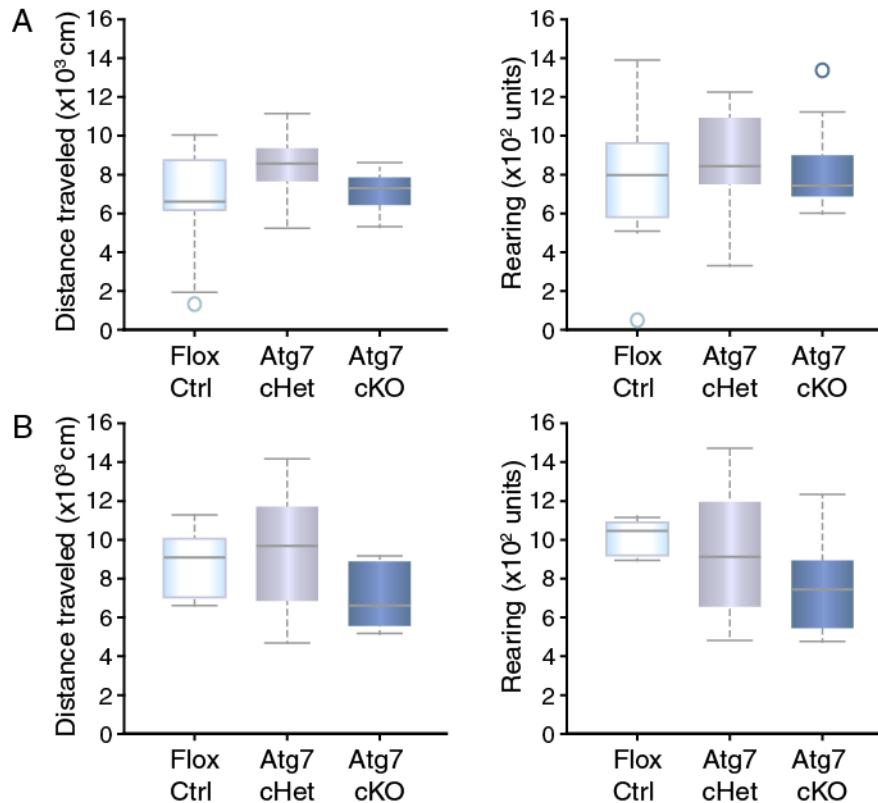 A
Distance traveled (x10³ cm)
16
14
12
10
8
6
4
2
0
Flox Ctrl
Atg7 cHet
Atg7 cKO
Rearing (x10² units)
16
14
12
10
8
6
4
2
0
Flox Ctrl
Atg7 cHet
Atg7 cKO
B
Distance traveled (x10³ cm)
16
14
12
10
8
6
4
2
0
Flox Ctrl
Atg7 cHet
Atg7 cKO
Rearing (x10² units)
16
14
12
10
8
6
4
2
0
Flox Ctrl
Atg7 cHet
Atg7 cKO